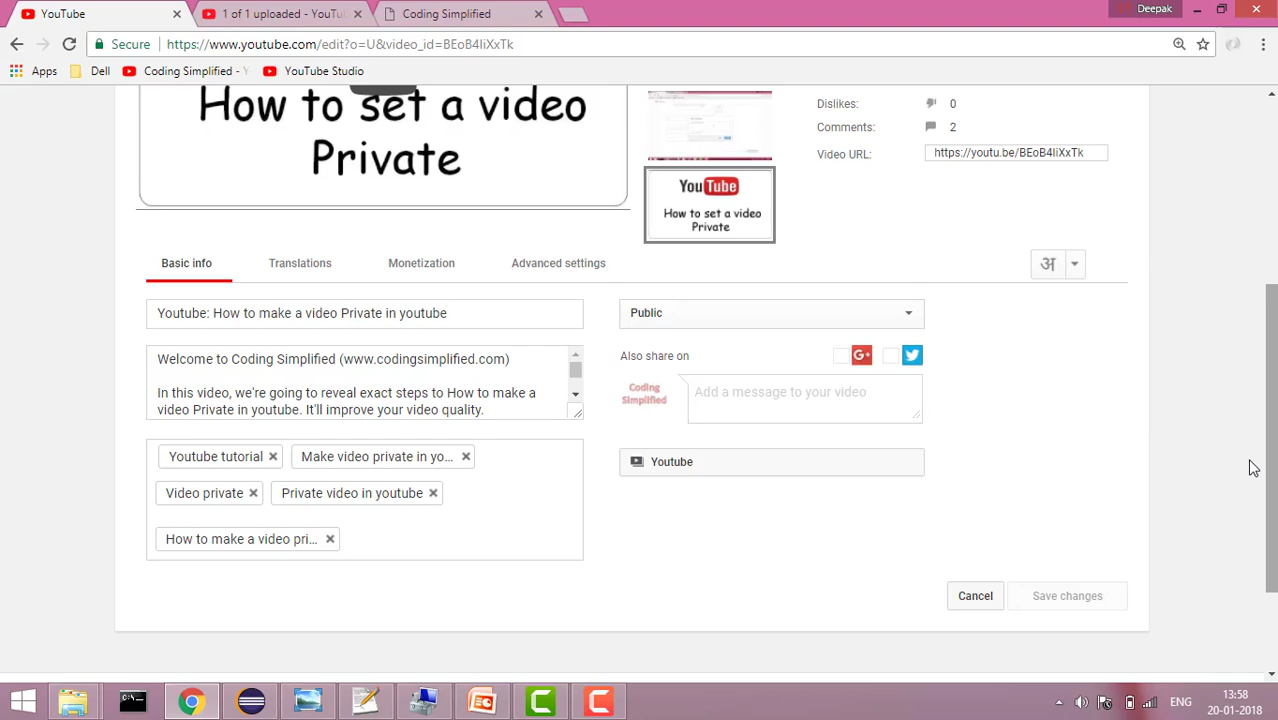 YouTube
1 of 1 uploaded - YouTu
Coding Simplified
Deepak
Secure
https://www.youtube.com/edit?o=U&video_id=BEoB4IiXxTk
Apps
Dell
Coding Simplified - Y
YouTube Studio
How to set a video
Private
YouTube
How to set a video
Private
Dislikes: 0
Comments: 2
Video URL: https://youtu.be/BEoB4IiXxTk
Basic info
Translations
Monetization
Advanced settings
अ
Youtube: How to make a video Private in youtube
Public
Welcome to Coding Simplified (www.codingsimplified.com)
In this video, we're going to reveal exact steps to How to make a
video Private in youtube. It'll improve your video quality.
Also share on
G+
Coding
Simplified
Add a message to your video
Youtube tutorial
Make video private in yo...
Video private
Private video in youtube
How to make a video pri...
Youtube
Cancel
Save changes
ENG
13:58
20-01-2018